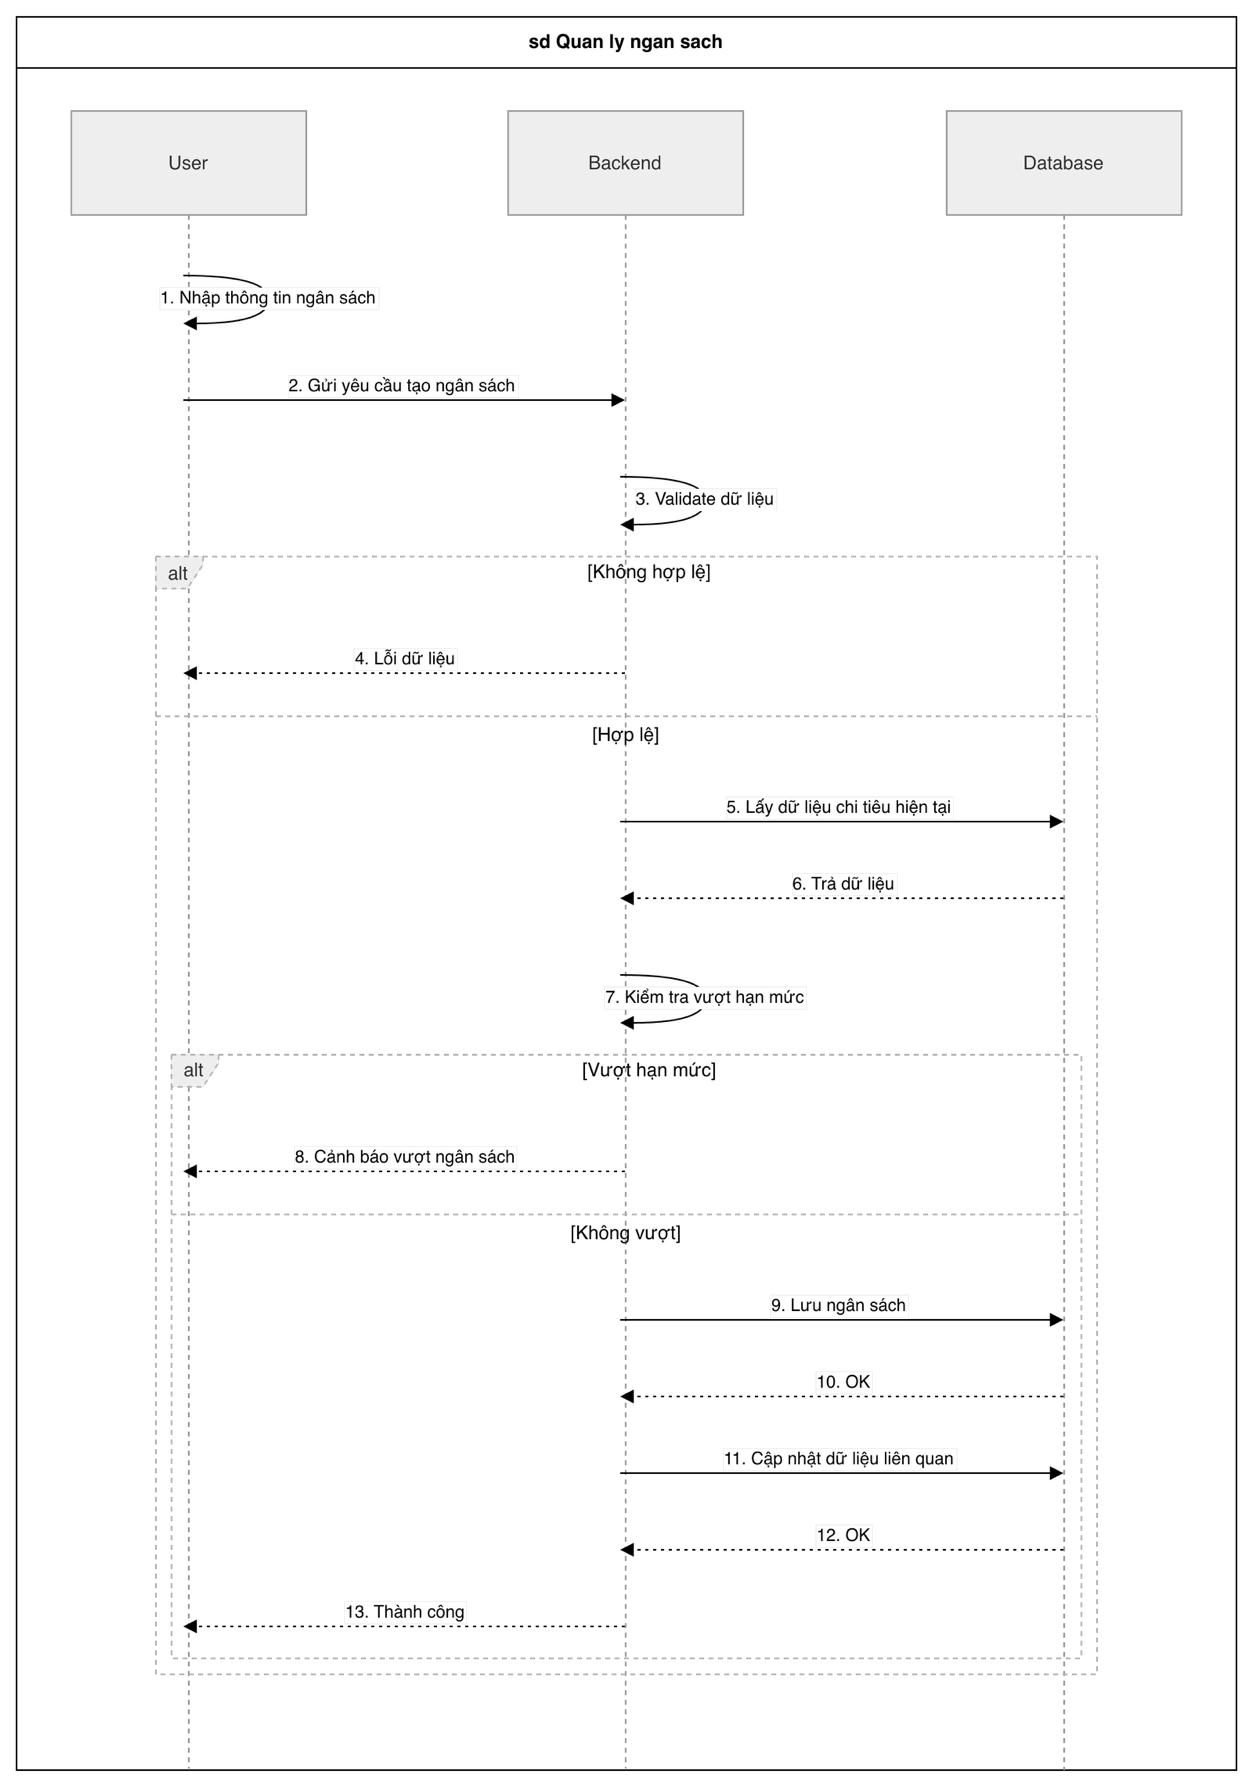 sd Quan ly ngan sach
User
Backend
Database
1. Nhập thông tin ngân sách
2. Gửi yêu cầu tạo ngân sách
3. Validate dữ liệu
alt
[Không hợp lệ]
4. Lỗi dữ liệu
[Hợp lệ]
5. Lấy dữ liệu chi tiêu hiện tại
6. Trả dữ liệu
7. Kiểm tra vượt hạn mức
alt
[Vượt hạn mức]
8. Cảnh báo vượt ngân sách
[Không vượt]
9. Lưu ngân sách
10. OK
11. Cập nhật dữ liệu liên quan
12. OK
13. Thành công